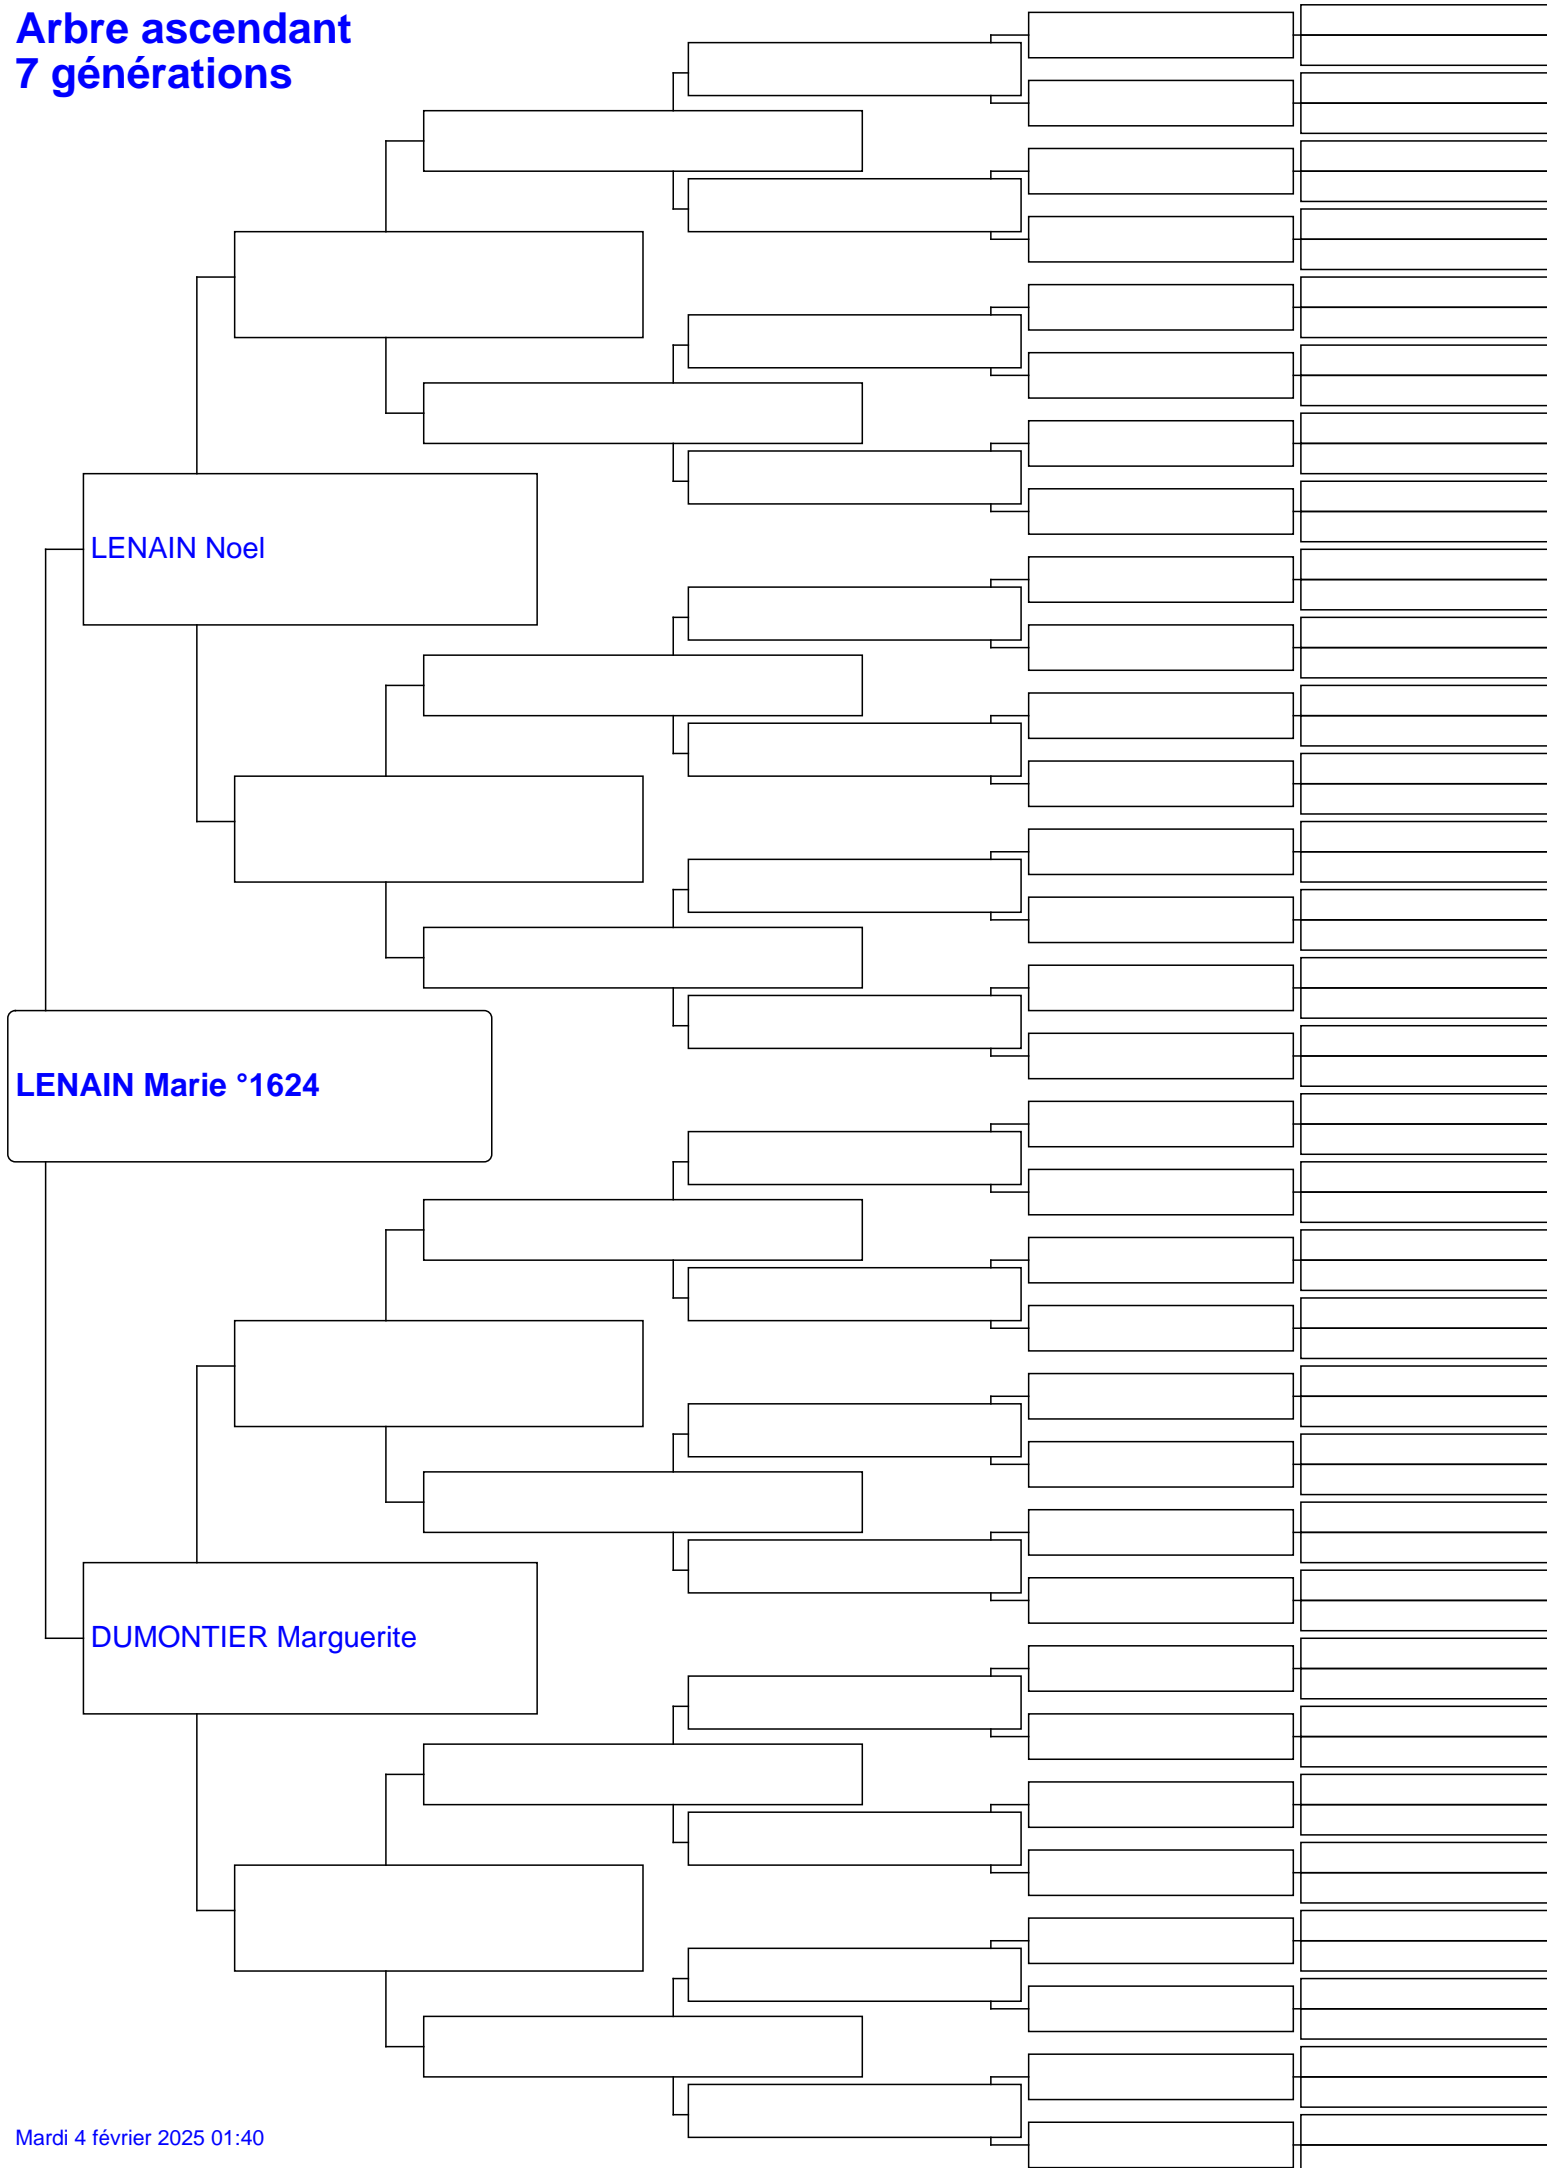 Arbre ascendant
7 générations
LENAIN Noel
LENAIN Marie °1624
DUMONTIER Marguerite
Mardi 4 février 2025 01:40